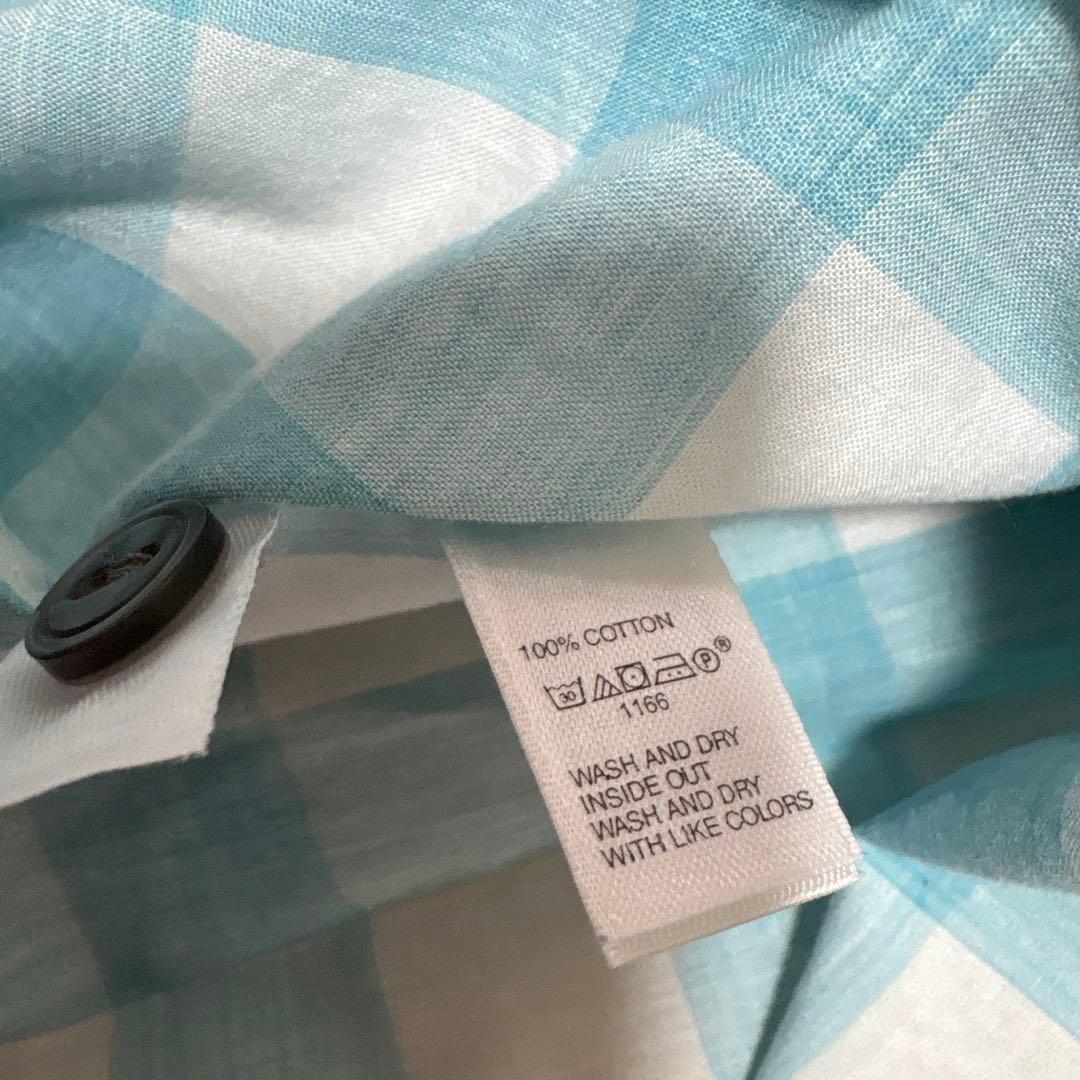 100% COTTON
30 P®
1166
WASH AND DRY
INSIDE OUT
WASH AND DRY
WITH LIKE COLORS